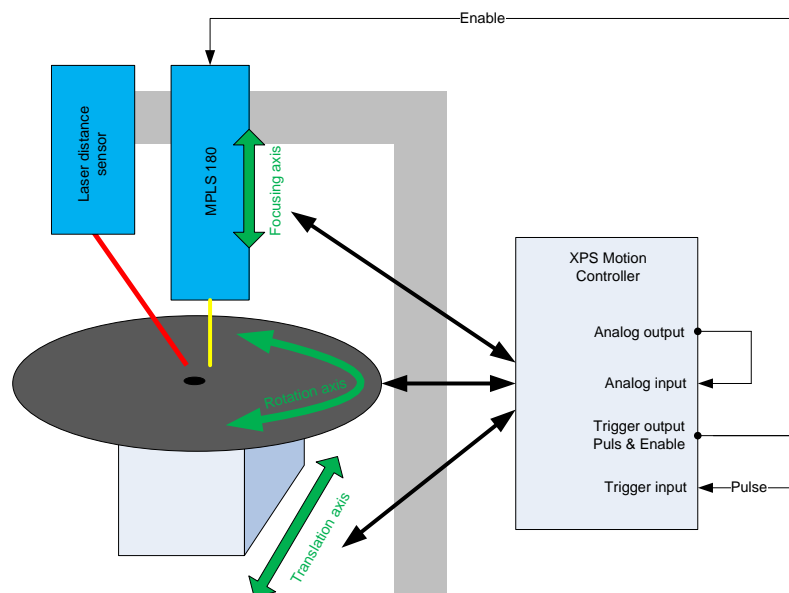 Enable
Laser distance
sensor
MPLS 180
Focusing axis
XPS Motion
Controller
Analog output
Analog input
Rotation axis
Trigger output
Puls & Enable
Trigger input
Pulse
Translation axis